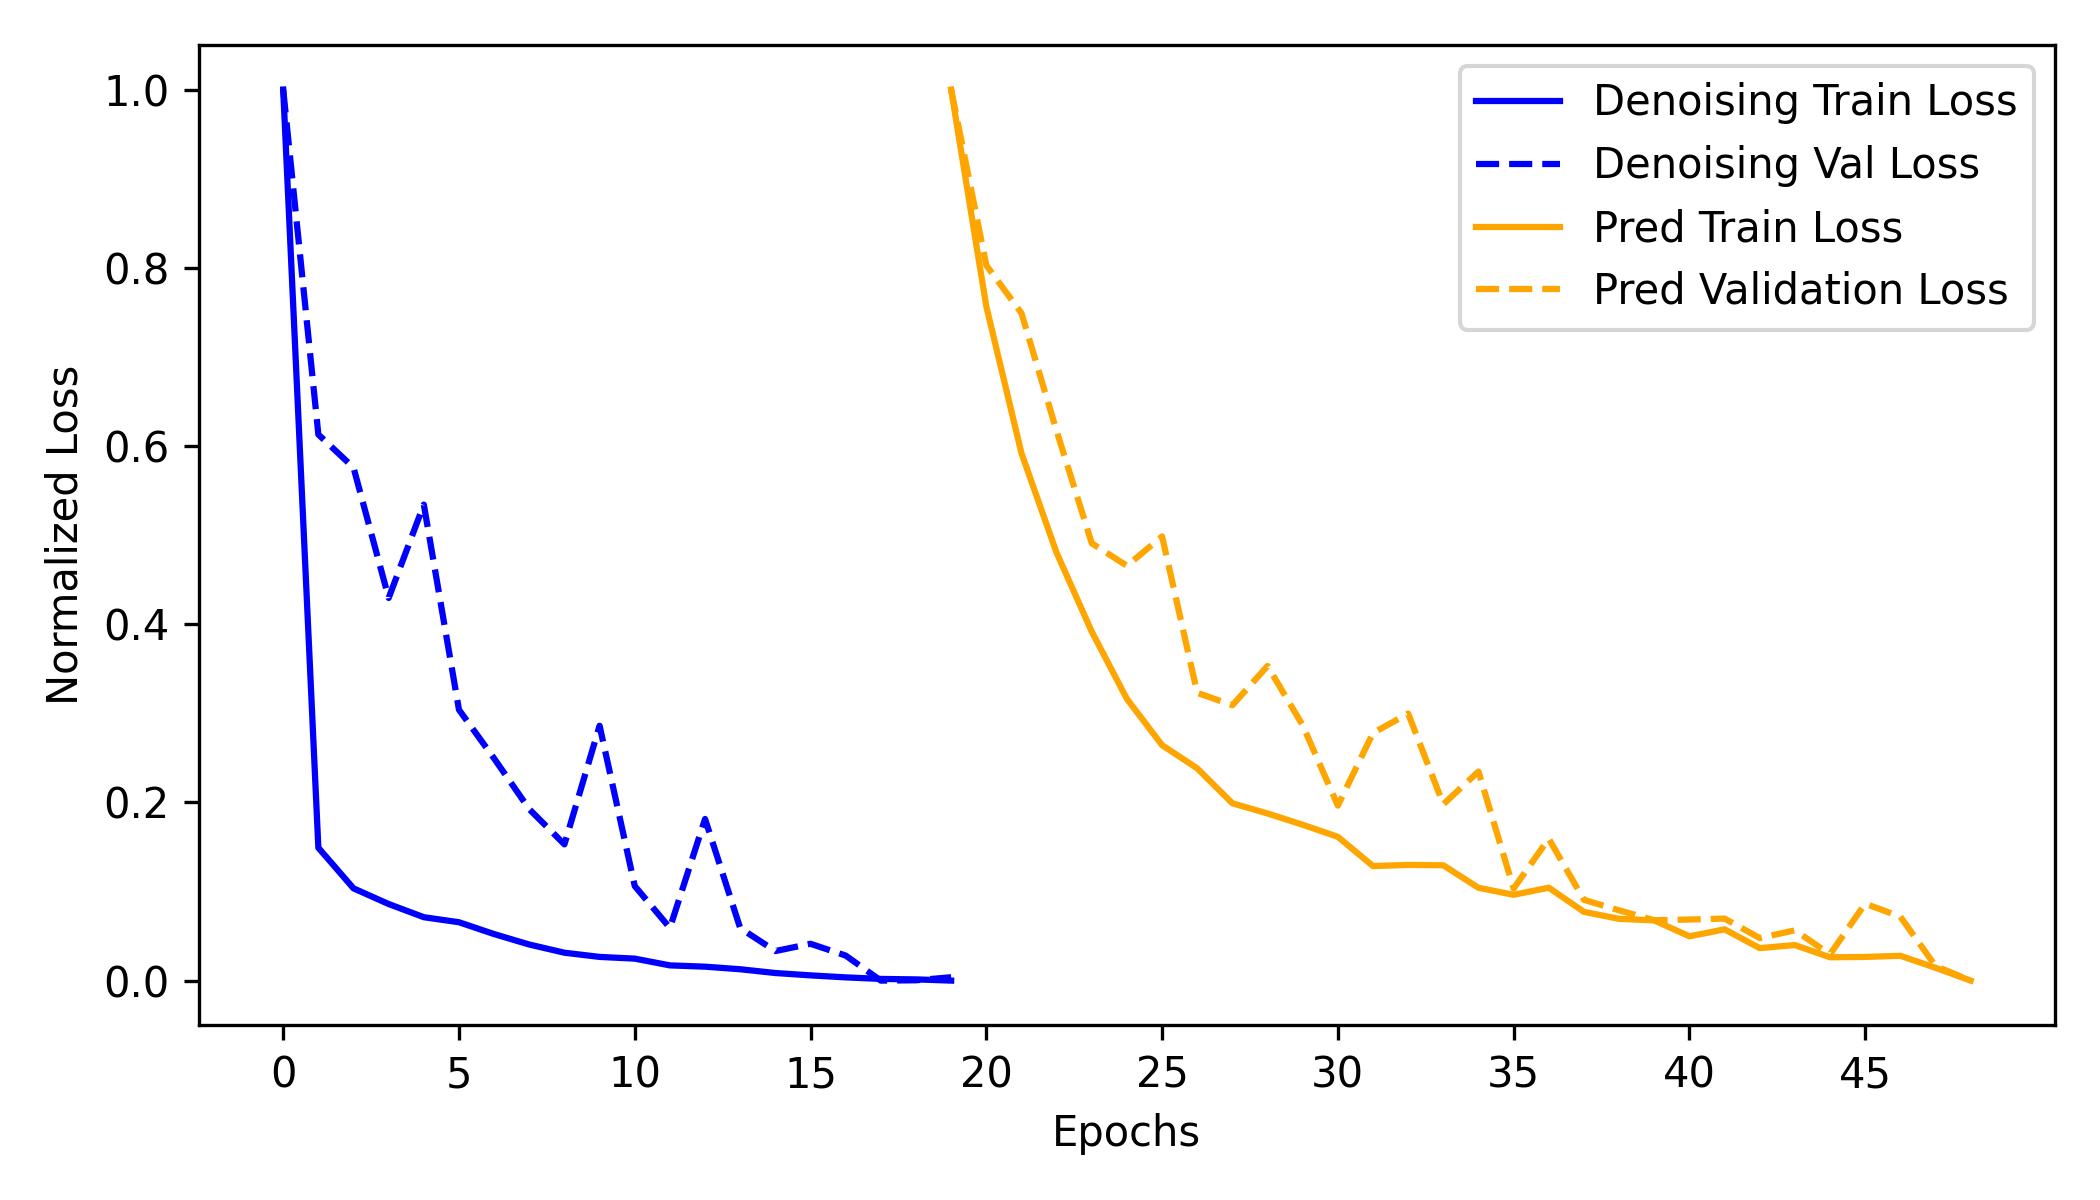 1.0
0.8
0.6
0.4
0.2
0.0
Normalized Loss
Denoising Train Loss
Denoising Val Loss
Pred Train Loss
Pred Validation Loss
0 5 10 15 20 25 30 35 40 45
Epochs